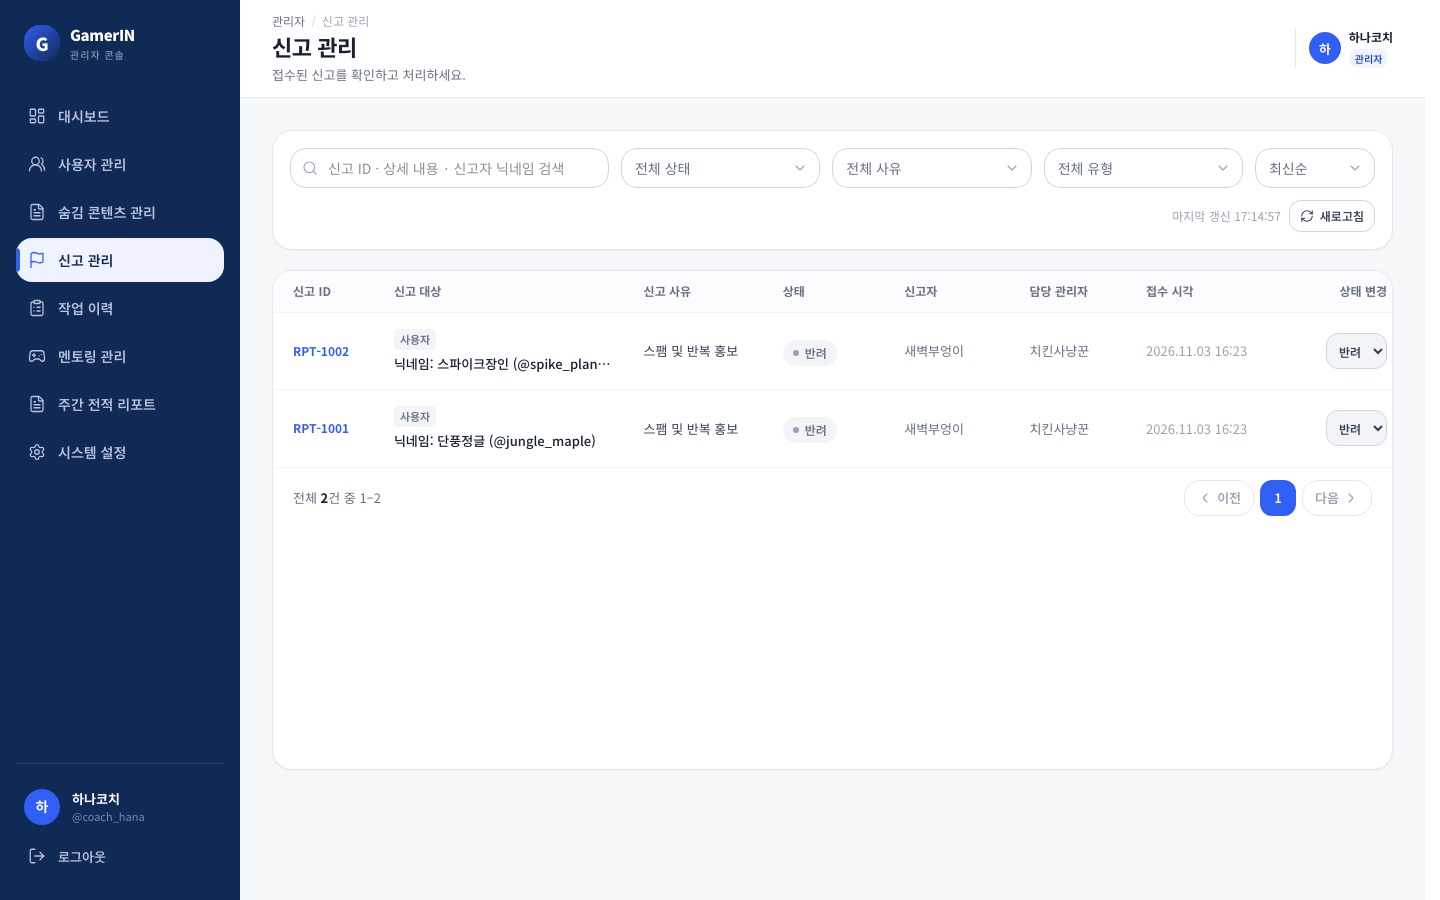 G
GamerIN
관리자 콘솔
대시보드
사용자 관리
숨김 콘텐츠 관리
신고 관리
작업 이력
멘토링 관리
주간 전적 리포트
시스템 설정
하
하나코치
@coach_hana
로그아웃
관리자 / 신고 관리
신고 관리
접수된 신고를 확인하고 처리하세요.
하
하나코치
관리자
신고 ID · 상세 내용 · 신고자 닉네임 검색
전체 상태
전체 사유
전체 유형
최신순
마지막 갱신 17:14:57
새로고침
신고 ID 신고 대상 신고 사유 상태 신고자 담당 관리자 접수 시각 상태 변경
사용자
RPT-1002 닉네임: 스파이크장인 (@spike_plan… 스팸 및 반복 홍보 반려 새벽부엉이 치킨사냥꾼 2026.11.03 16:23 반려
사용자
RPT-1001 닉네임: 단풍정글 (@jungle_maple) 스팸 및 반복 홍보 반려 새벽부엉이 치킨사냥꾼 2026.11.03 16:23 반려
전체 2건 중 1–2
이전 1 다음